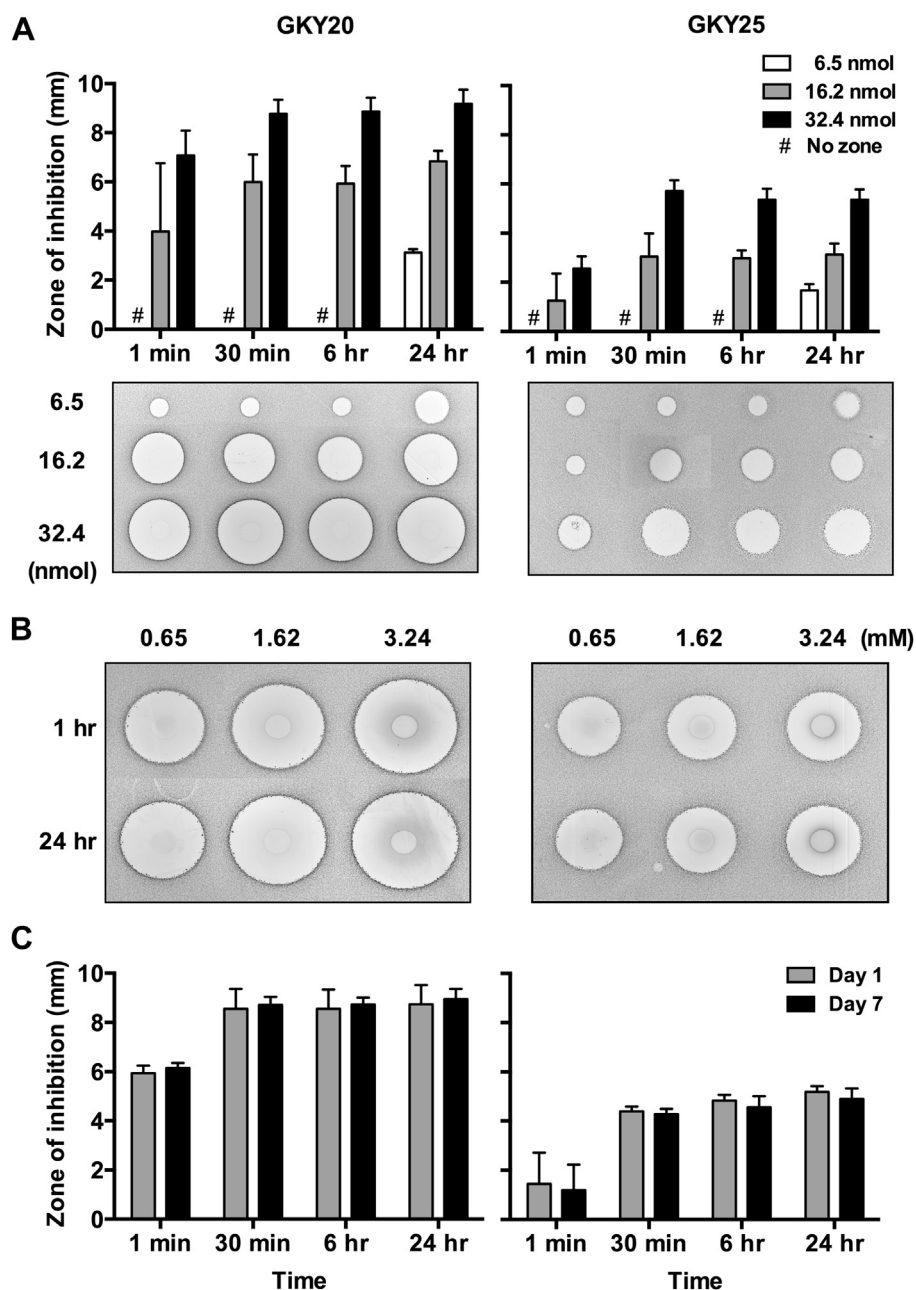 A
GKY20
GKY25
Zone of inhibition (mm)
10
8
6
4
2
0
# # #
1 min 30 min 6 hr 24 hr
6.5 nmol
16.2 nmol
32.4 nmol
# No zone
# # #
1 min 30 min 6 hr 24 hr
6.5
16.2
32.4
(nmol)
B
0.65 1.62 3.24
0.65 1.62 3.24 (mM)
1 hr
24 hr
C
Zone of inhibition (mm)
10
8
6
4
2
0
1 min 30 min 6 hr 24 hr
Time
Day 1
Day 7
1 min 30 min 6 hr 24 hr
Time